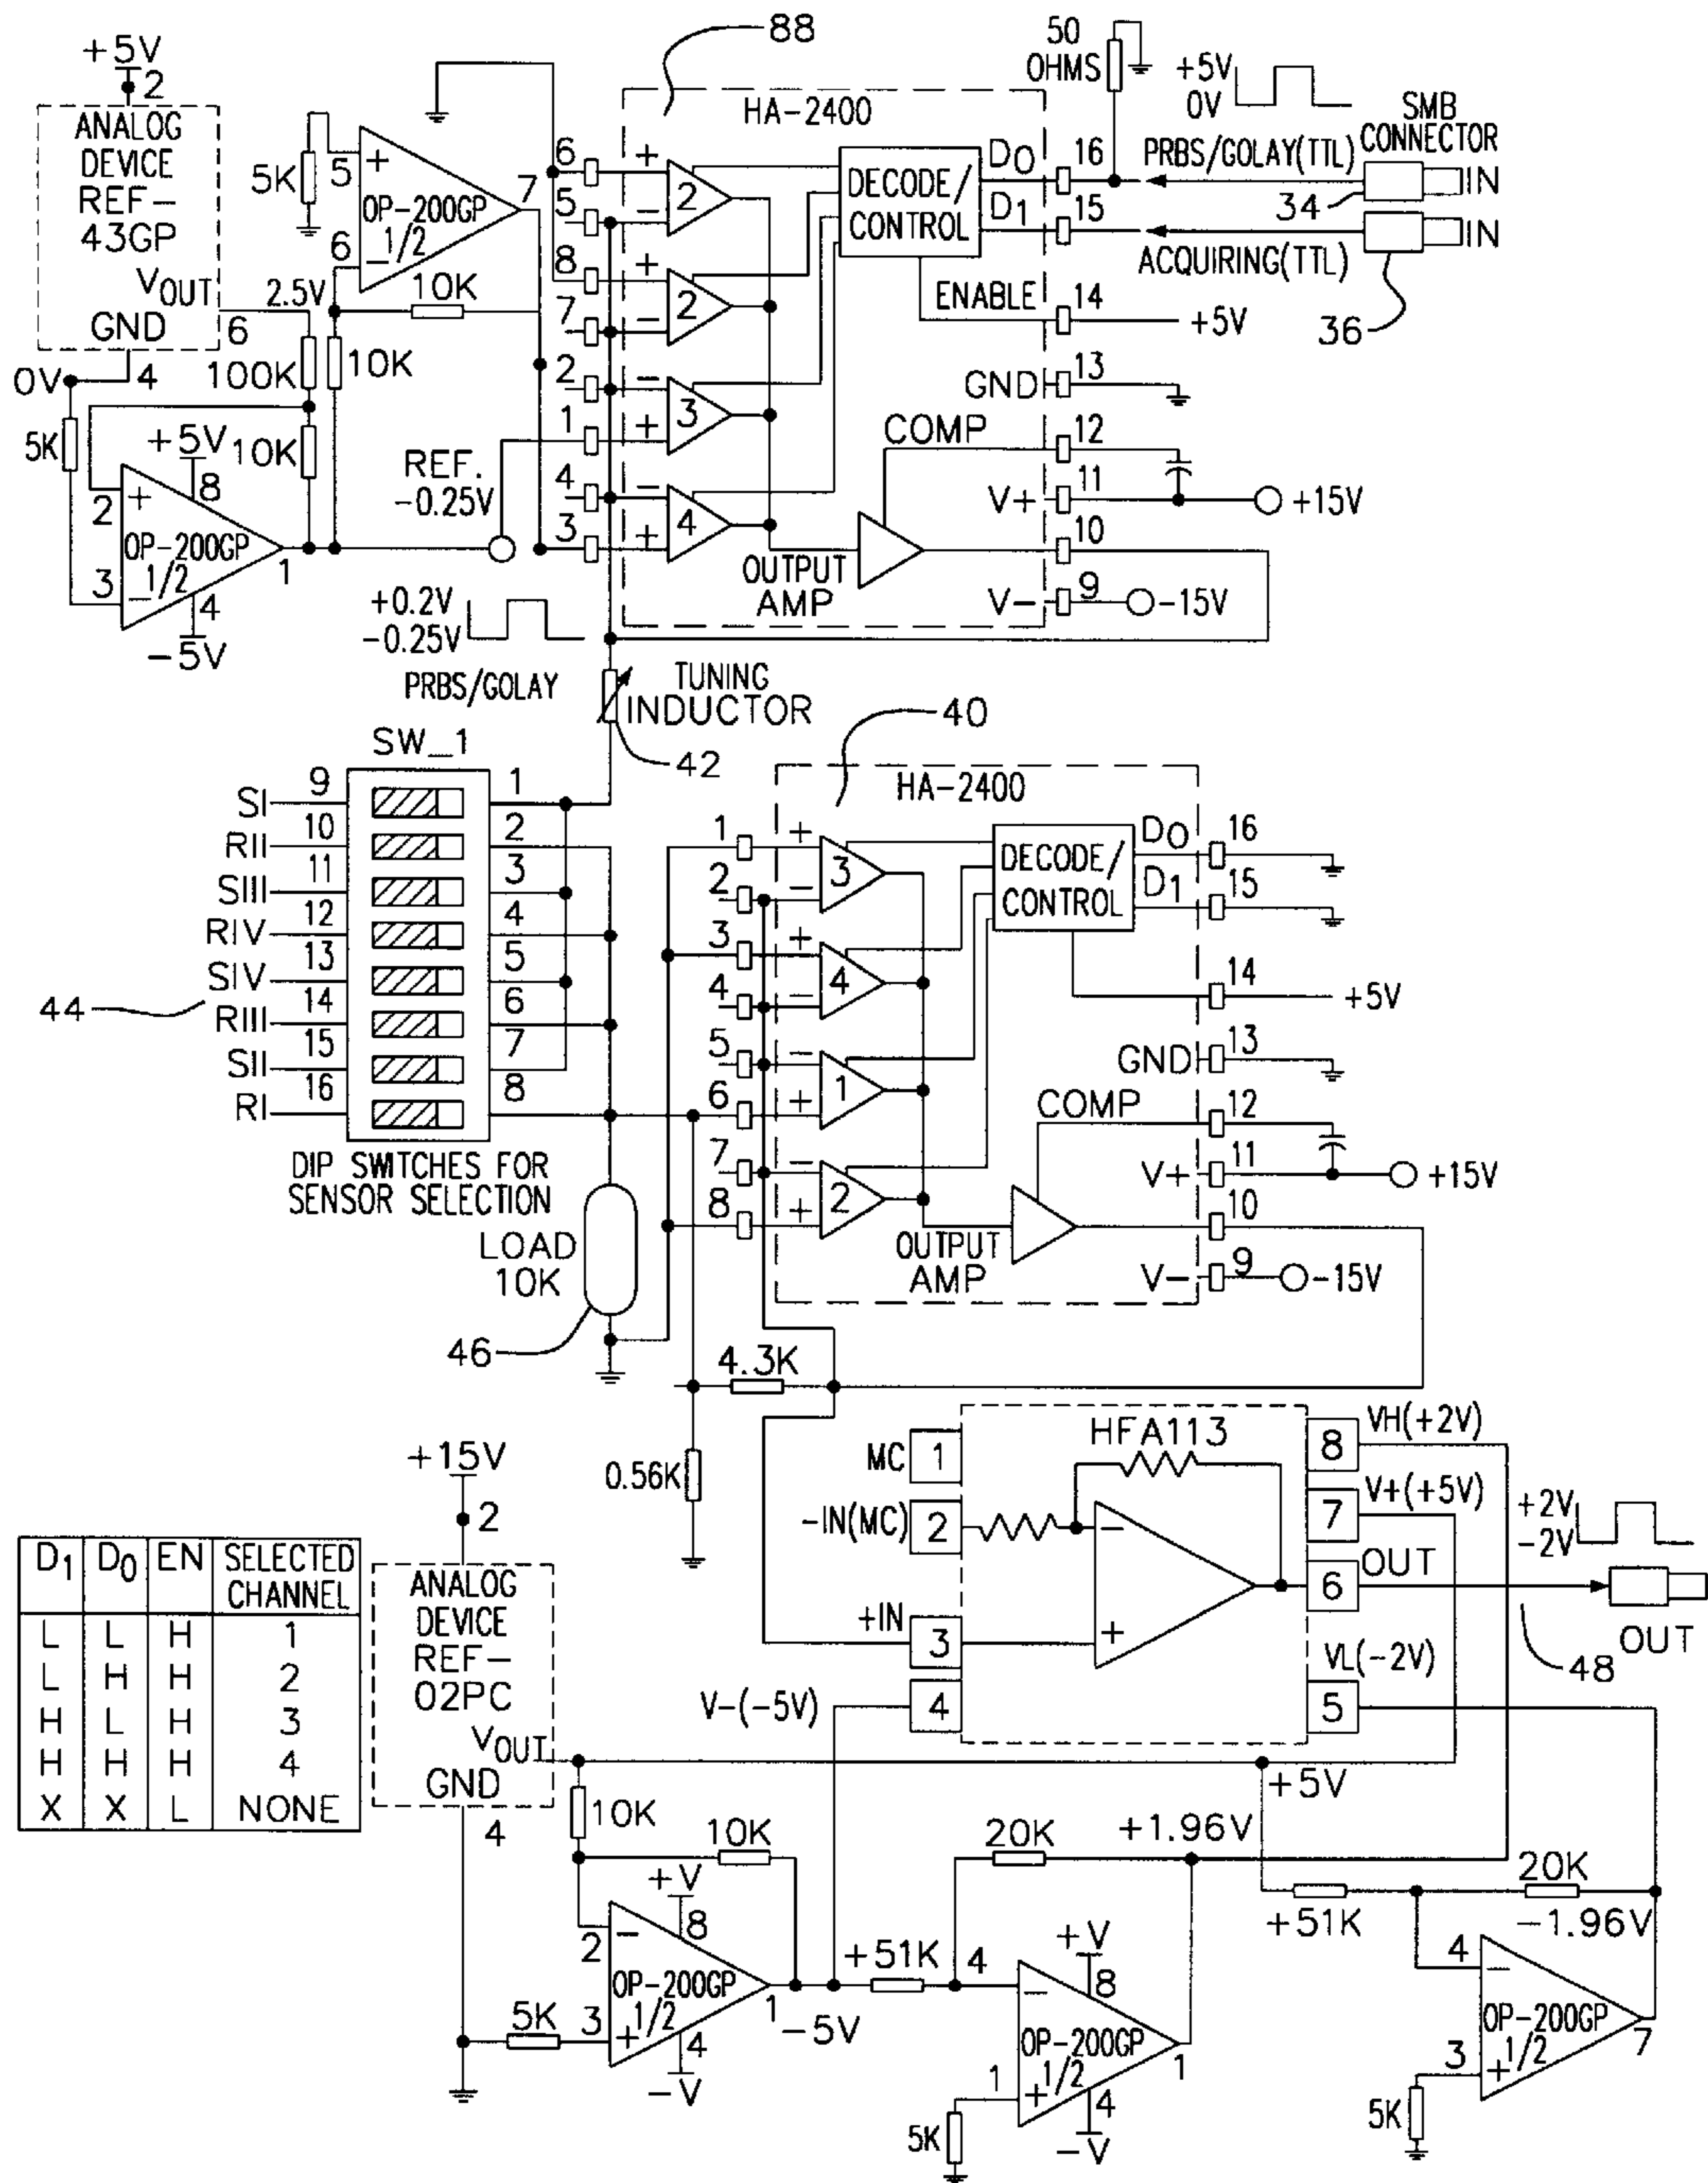 +5V
2
ANALOG
DEVICE
REF-
43GP
VOUT
GND
6
4
0V
5K
2.5V
100K
10K
5K
5
+
OP-200GP
1/2
-
6
7
10K
10K
+5V
8
2
+
OP-200GP
1/2
-
3
1
4
-5V
REF.
-0.25V
+0.2V
-0.25V
PRBS/GOLAY
88
HA-2400
6
+
5
-
2
8
+
7
-
2
2
-
1
+
3
4
-
3
+
4
DECODE/
CONTROL
D0
D1
ENABLE
GND
COMP
V+
OUTPUT
AMP
V-
16
15
14
+5V
13
12
11
+15V
10
9
-15V
50
OHMS
+5V
0V
SMB
CONNECTOR
PRBS/GOLAY(TTL)
IN
34
IN
ACQUIRING(TTL)
36
TUNING
INDUCTOR
42
SW_1
SI
9
1
RII
10
2
SIII
11
3
RIV
12
4
SIV
13
5
RIII
14
6
SII
15
7
RI
16
8
44
DIP SWITCHES FOR
SENSOR SELECTION
LOAD
10K
46
40
HA-2400
1
+
2
-
3
3
+
4
-
4
5
-
6
+
1
7
-
8
+
2
DECODE/
CONTROL
D0
D1
GND
COMP
V+
OUTPUT
AMP
V-
16
15
14
+5V
13
12
11
+15V
10
9
-15V
4.3K
0.56K
HFA113
MC
1
-IN(MC)
2
-
+IN
3
+
V-(-5V)
4
8
VH(+2V)
7
V+(+5V)
6
OUT
5
VL(-2V)
+2V
-2V
OUT
48
D1 D0 EN SELECTED
CHANNEL
L L H 1
L H H 2
H L H 3
H H H 4
X X L NONE
+15V
2
ANALOG
DEVICE
REF-
02PC
VOUT
GND
4
10K
10K
+V
8
2
-
OP-200GP
1/2
5K
3
+
4
-V
1
-5V
+51K
4
20K
+1.96V
+V
8
-
OP-200GP
1/2
1
+
4
-V
1
5K
+5V
+51K
20K
-1.96V
4
-
OP-200GP
1/2
3
+
7
5K